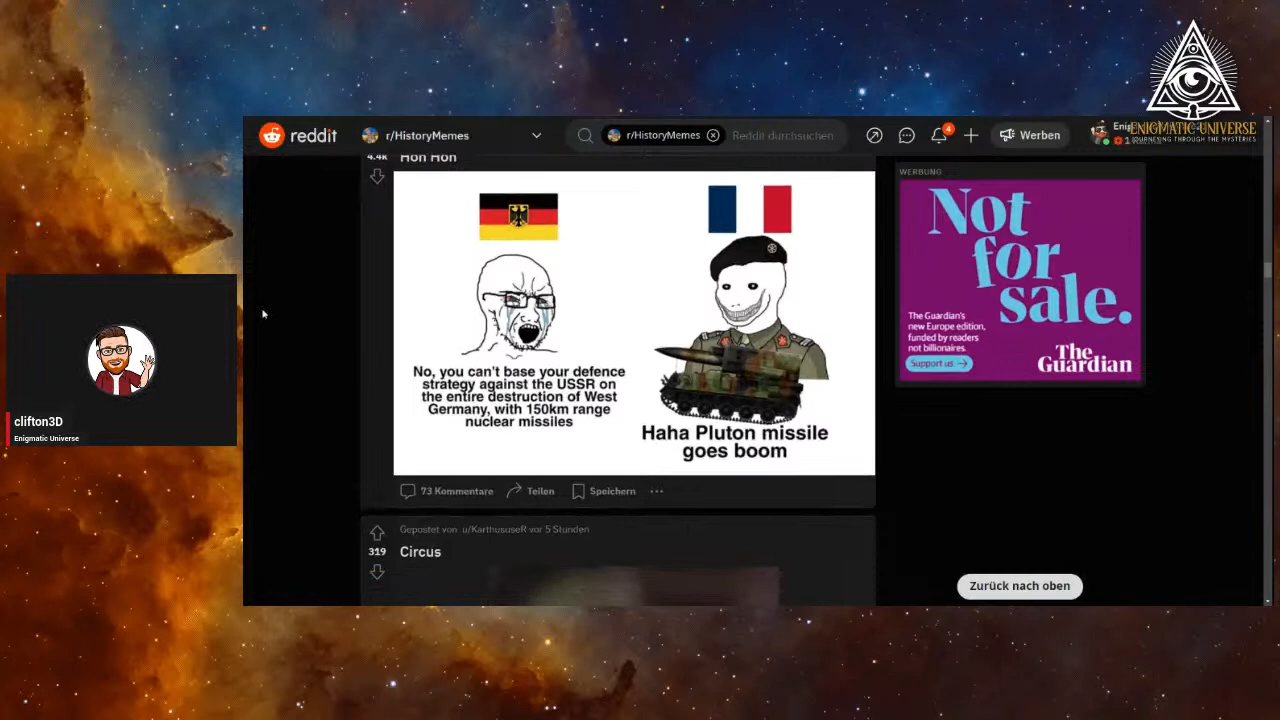 ENIGMATIC UNIVERSE
JOURNEYING THROUGH THE MYSTERIES
reddit
r/HistoryMemes
r/HistoryMemes
Reddit durchsuchen
4
Werben
Enig
1
4.4k
Hon Hon
No, you can't base your defence
strategy against the USSR on
the entire destruction of West
Germany, with 150km range
nuclear missiles
Haha Pluton missile
goes boom
73 Kommentare
Teilen
Speichern
WERBUNG
Not
for
sale.
The Guardian's
new Europe edition,
funded by readers
not billionaires.
Support us
The
Guardian
clifton3D
Enigmatic Universe
Gepostet von u/KarthususeR vor 5 Stunden
319
Circus
Zurück nach oben